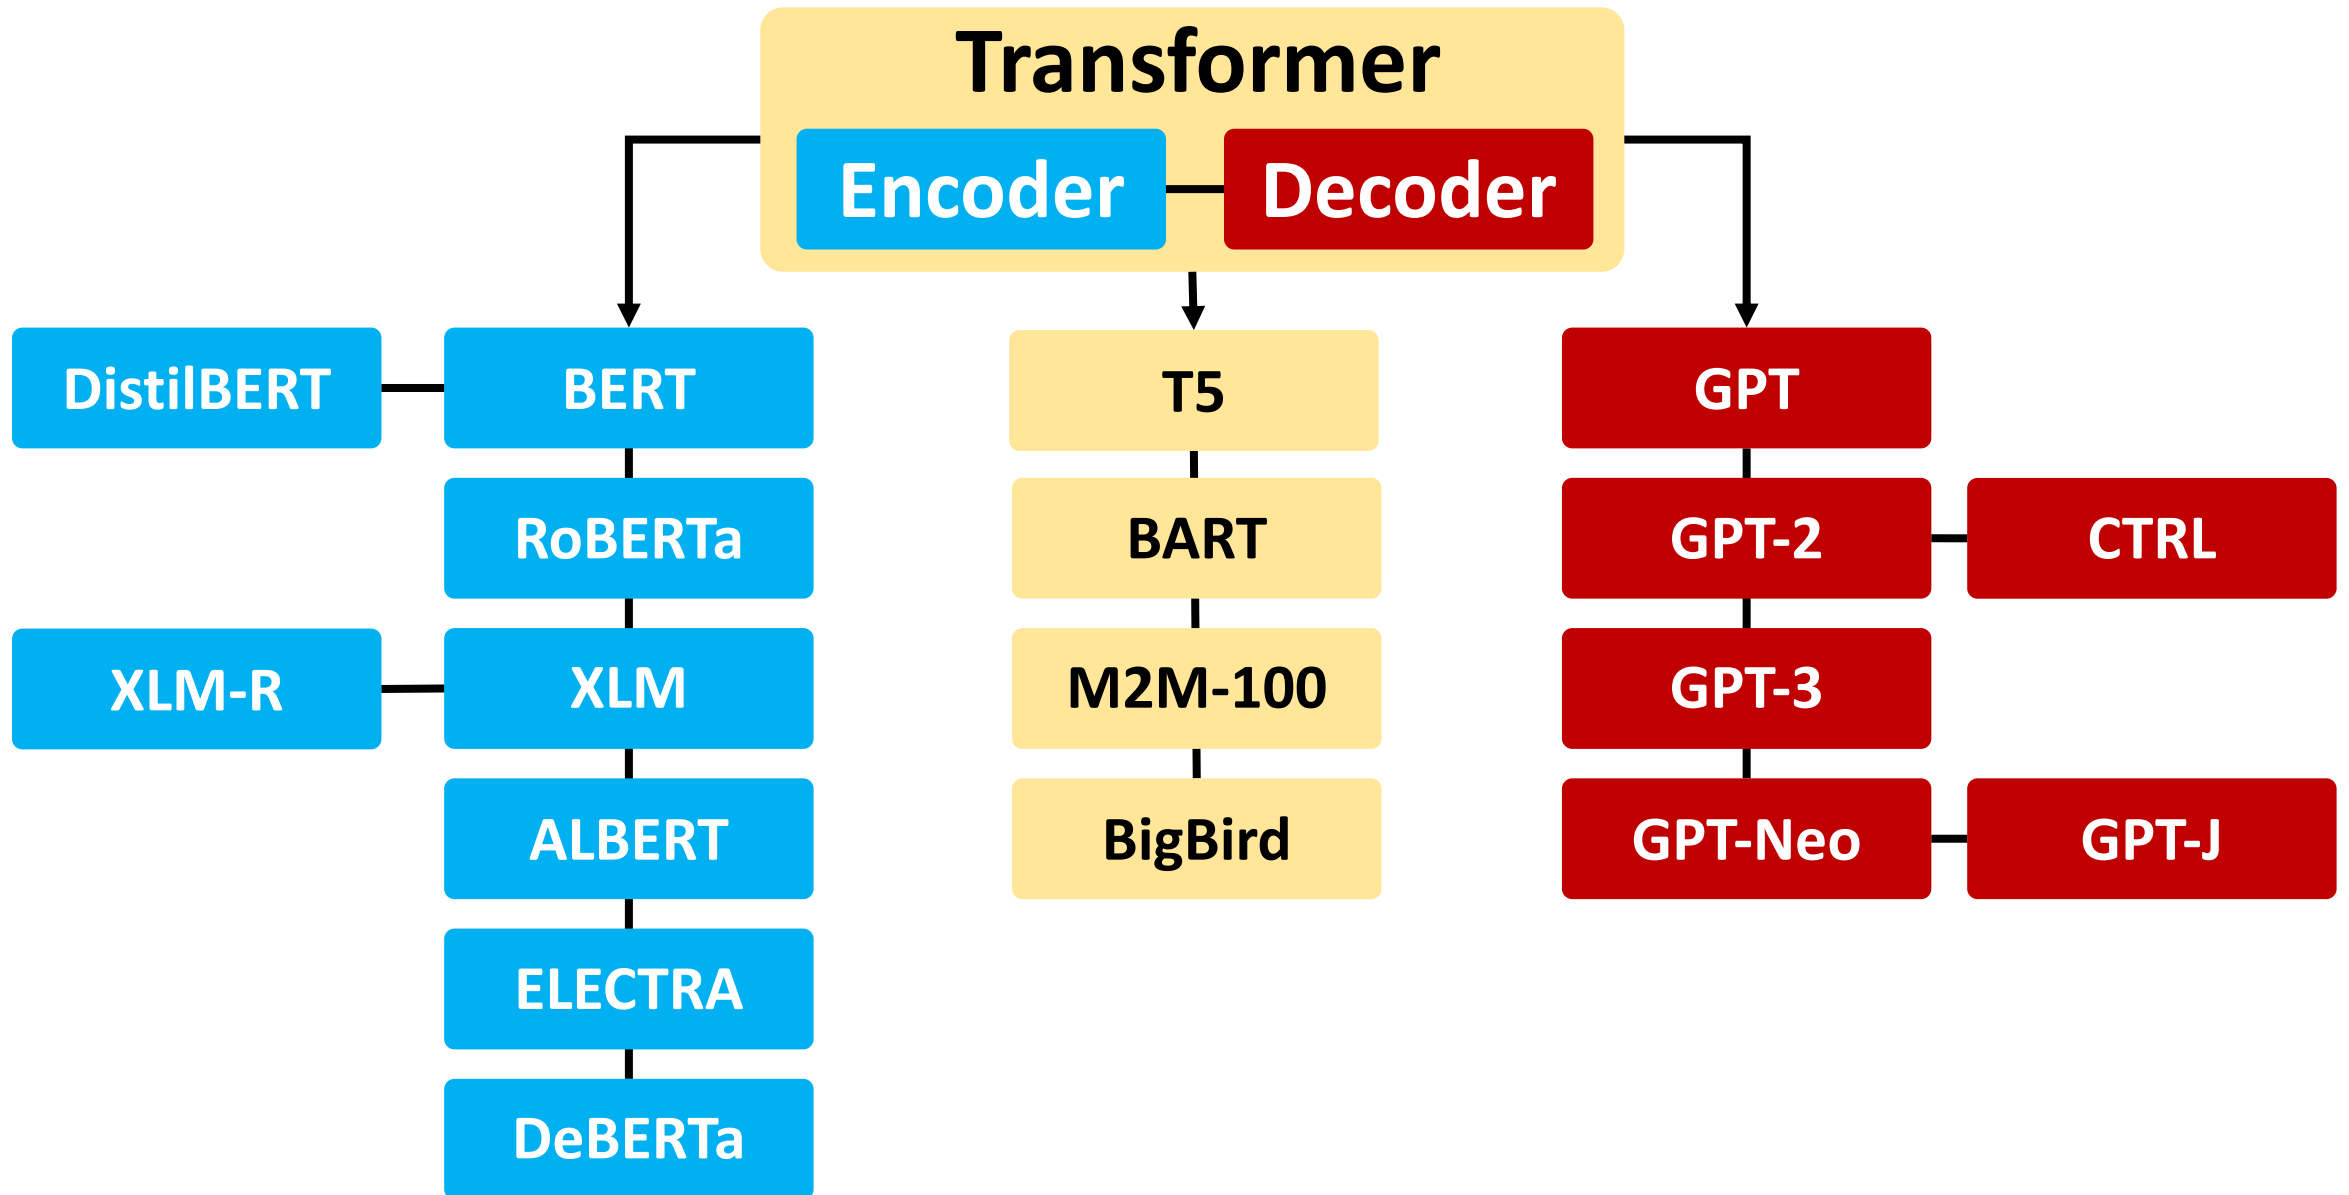 Transformer
Encoder
Decoder
DistilBERT
BERT
T5
GPT
RoBERTa
BART
GPT-2
CTRL
XLM-R
XLM
M2M-100
GPT-3
ALBERT
BigBird
GPT-Neo
GPT-J
ELECTRA
DeBERTa